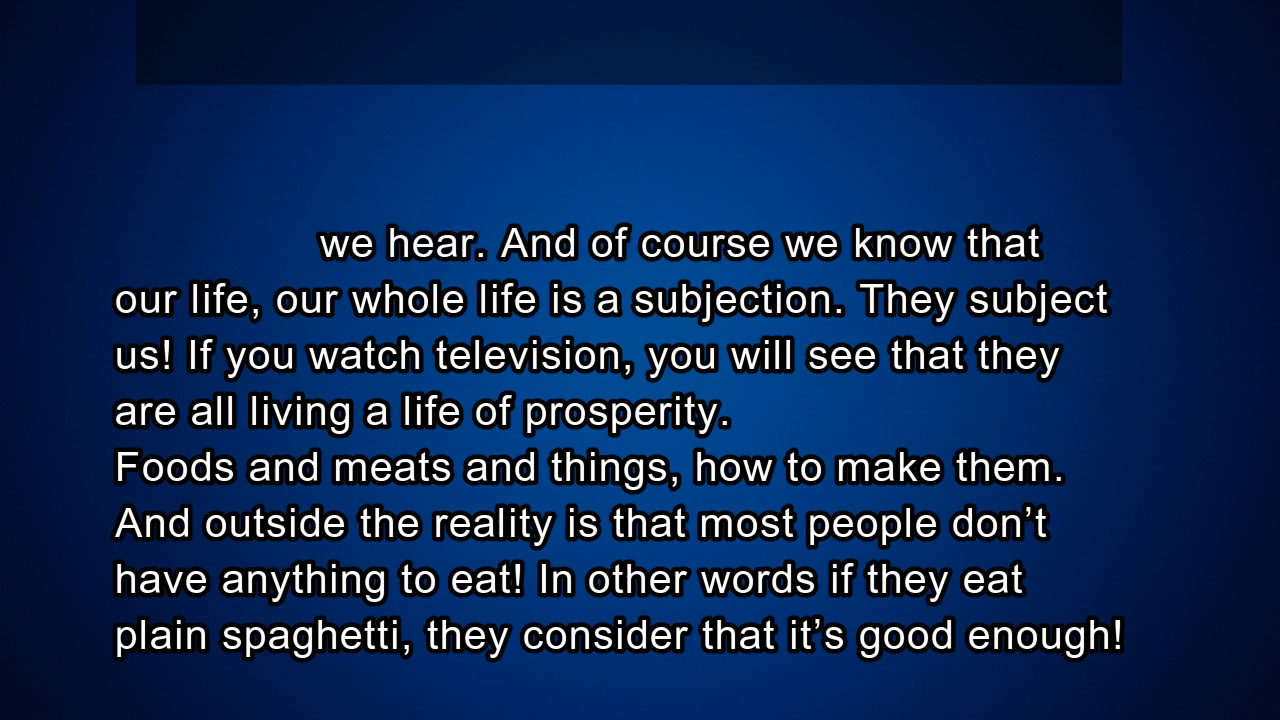 we hear. And of course we know that
our life, our whole life is a subjection. They subject
us! If you watch television, you will see that they
are all living a life of prosperity.
Foods and meats and things, how to make them.
And outside the reality is that most people don’t
have anything to eat! In other words if they eat
plain spaghetti, they consider that it’s good enough!